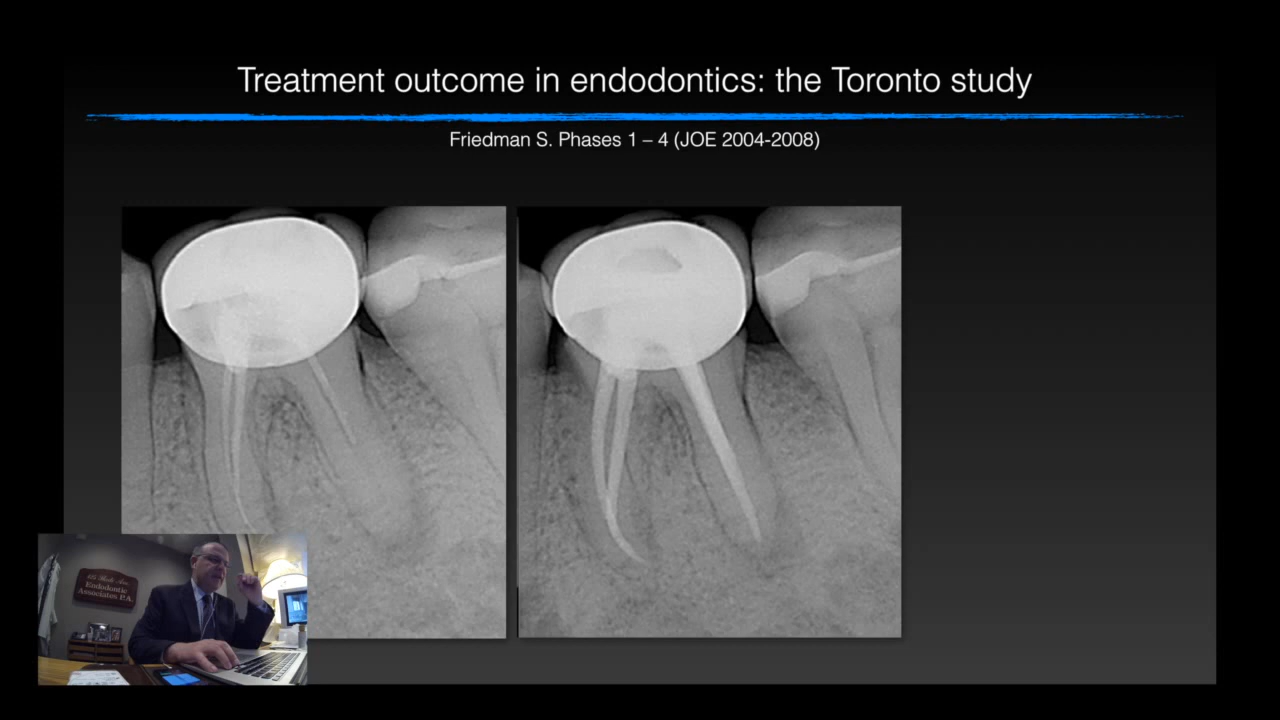 Treatment outcome in endodontics: the Toronto study
Friedman S. Phases 1 – 4 (JOE 2004-2008)
Endodontic
Associates P.A.